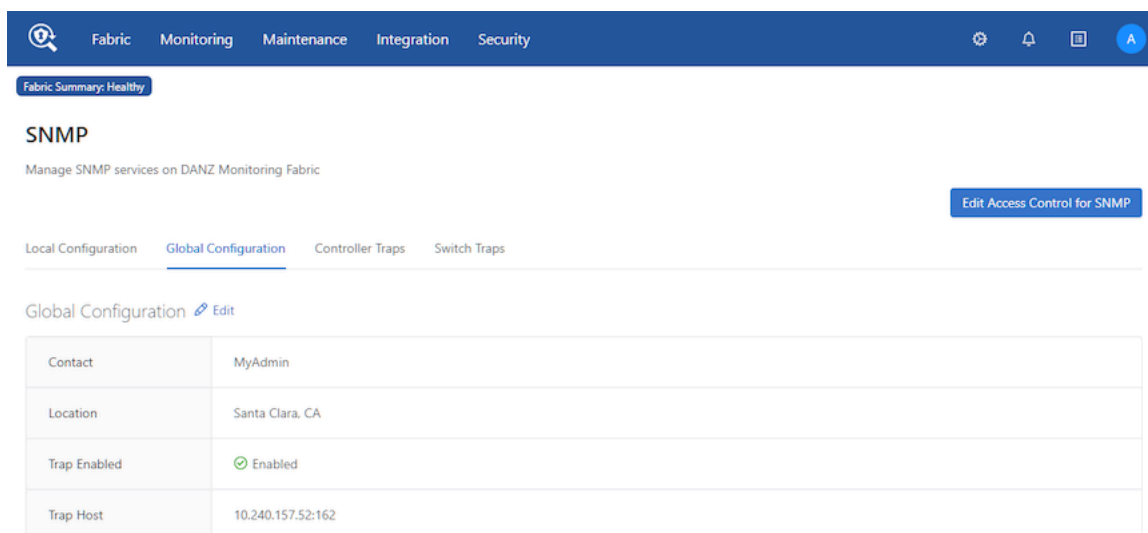 Fabric Monitoring Maintenance Integration Security A
Fabric Summary: Healthy
SNMP
Manage SNMP services on DANZ Monitoring Fabric
Edit Access Control for SNMP
Local Configuration Global Configuration Controller Traps Switch Traps
Global Configuration Edit
Contact MyAdmin
Location Santa Clara, CA
Trap Enabled Enabled
Trap Host 10.240.157.52:162